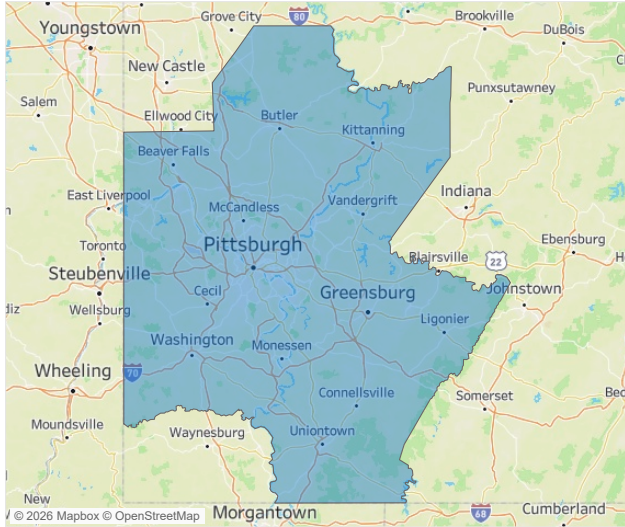 Grove City
80
Brookville
Youngstown
DuBois
New Castle
Punxsutawney
Salem
Ellwood City
Butler
Kittanning
Beaver Falls
East Liverpool
Indiana
Vandergrift
McCandless
Toronto
Pittsburgh
Ebensburg
Blairsville
22
Steubenville
Cecil
Greensburg
Johnstown
Wellsburg
Ligonier
Washington
Monessen
Wheeling
70
Connellsville
Somerset
Moundsville
Waynesburg
Uniontown
New
Morgantown
68
Cumberland
© 2026 Mapbox © OpenStreetMap